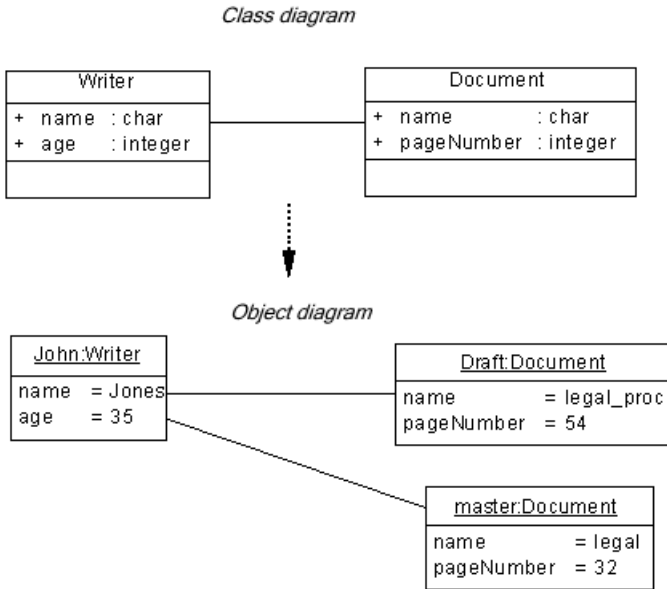 Class diagram
Writer
+ name : char
+ age : integer
Document
+ name : char
+ pageNumber : integer
Object diagram
John:Writer
name = Jones
age = 35
Draft:Document
name = legal_proc
pageNumber = 54
master:Document
name = legal
pageNumber = 32